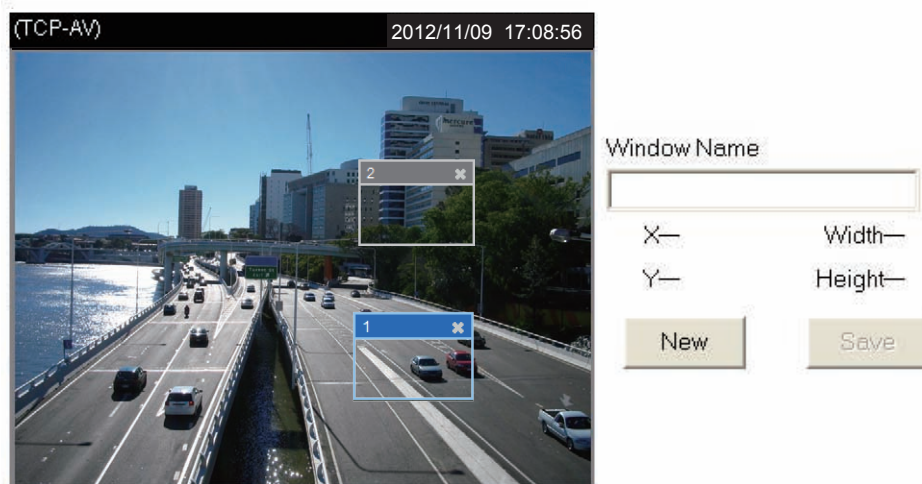 (TCP-AV) 2012/11/09 17:08:56
2
1
Window Name
X— Width—
Y— Height—
New Save